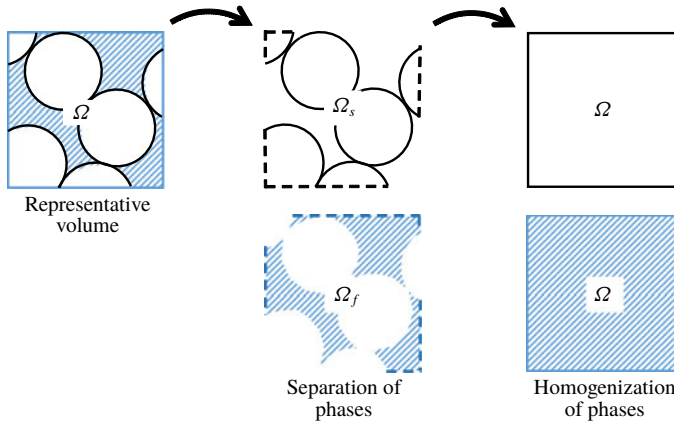 Ω
Ωs
Ω
Representative
volume
Ωf
Ω
Separation of
phases
Homogenization
of phases